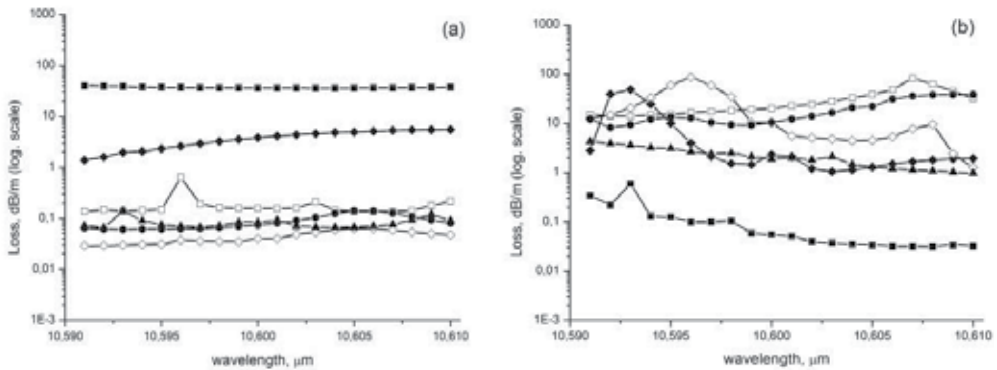 (a)
Loss, dB/m (log. scale)
1000
100
10
1
0.1
0,01
1E-3
10,590 10,595 10,600 10,605 10,610
wavelength, μm
(b)
Loss, dB/m (log. scale)
1000
100
10
1
0.1
0,01
1E-3
10,590 10,595 10,600 10,605 10,610
wavelength, μm